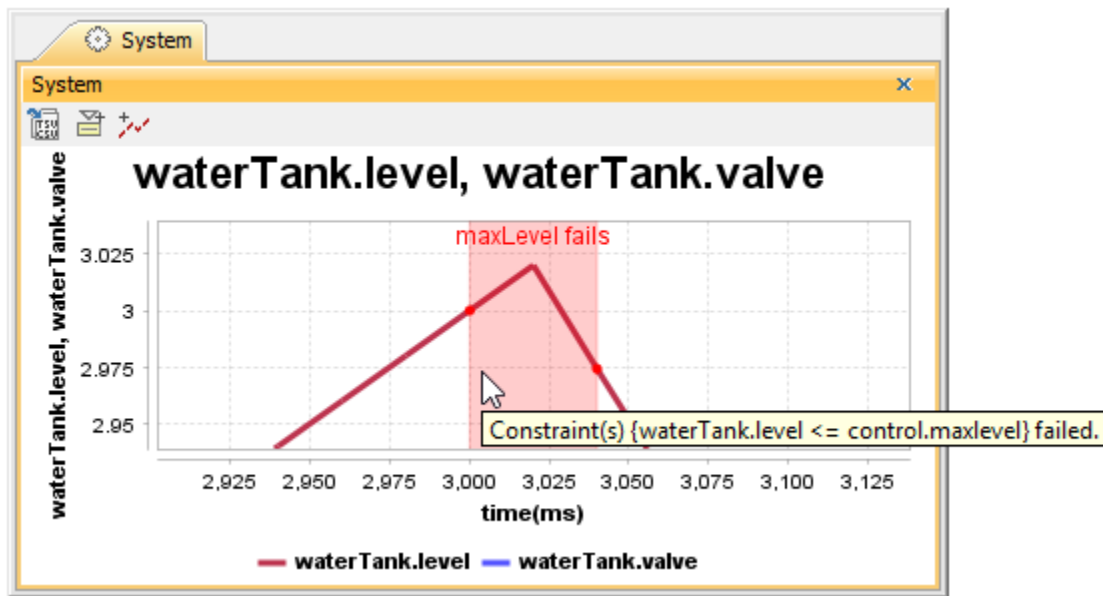 System
System
TSV
CSV
waterTank.level, waterTank.valve
waterTank.level, waterTank.valve
maxLevel fails
3.025
3
2.975
2.95
Constraint(s) {waterTank.level <= control.maxlevel} failed.
2,925 2,950 2,975 3,000 3,025 3,050 3,075 3,100 3,125
time(ms)
waterTank.level waterTank.valve